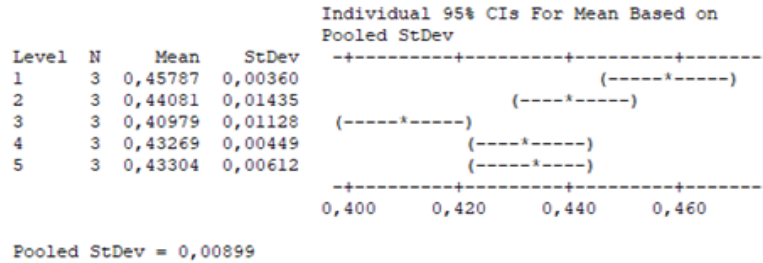 Individual 95% CIs For Mean Based on
Pooled StDev
Level  N     Mean    StDev   -+---------+---------+---------+-------
1      3  0,45787  0,00360                           (-----*-----)
2      3  0,44081  0,01435                   (----*-----)
3      3  0,40979  0,01128   (-----*-----)
4      3  0,43269  0,00449               (----*-----)
5      3  0,43304  0,00612               (-----*----)
-+---------+---------+---------+-------
0,400     0,420     0,440     0,460
Pooled StDev = 0,00899